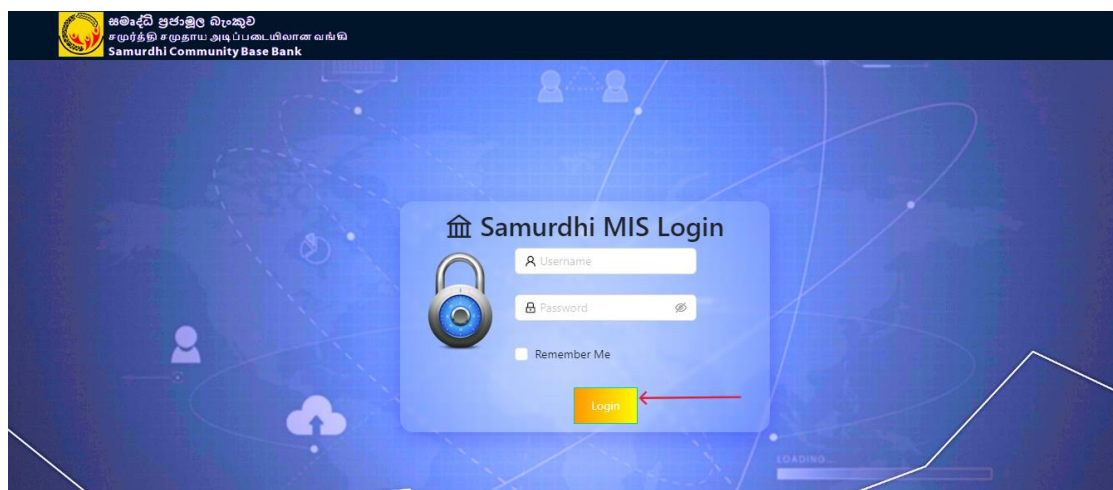 සමෘද්ධි ප්‍රජාමූල බැංකුව
சமுர்த்தி சமுதாய அடிப்படையிலான வங்கி
Samurdhi Community Base Bank
Samurdhi MIS Login
Username
Password
Remember Me
Login
LOADING...